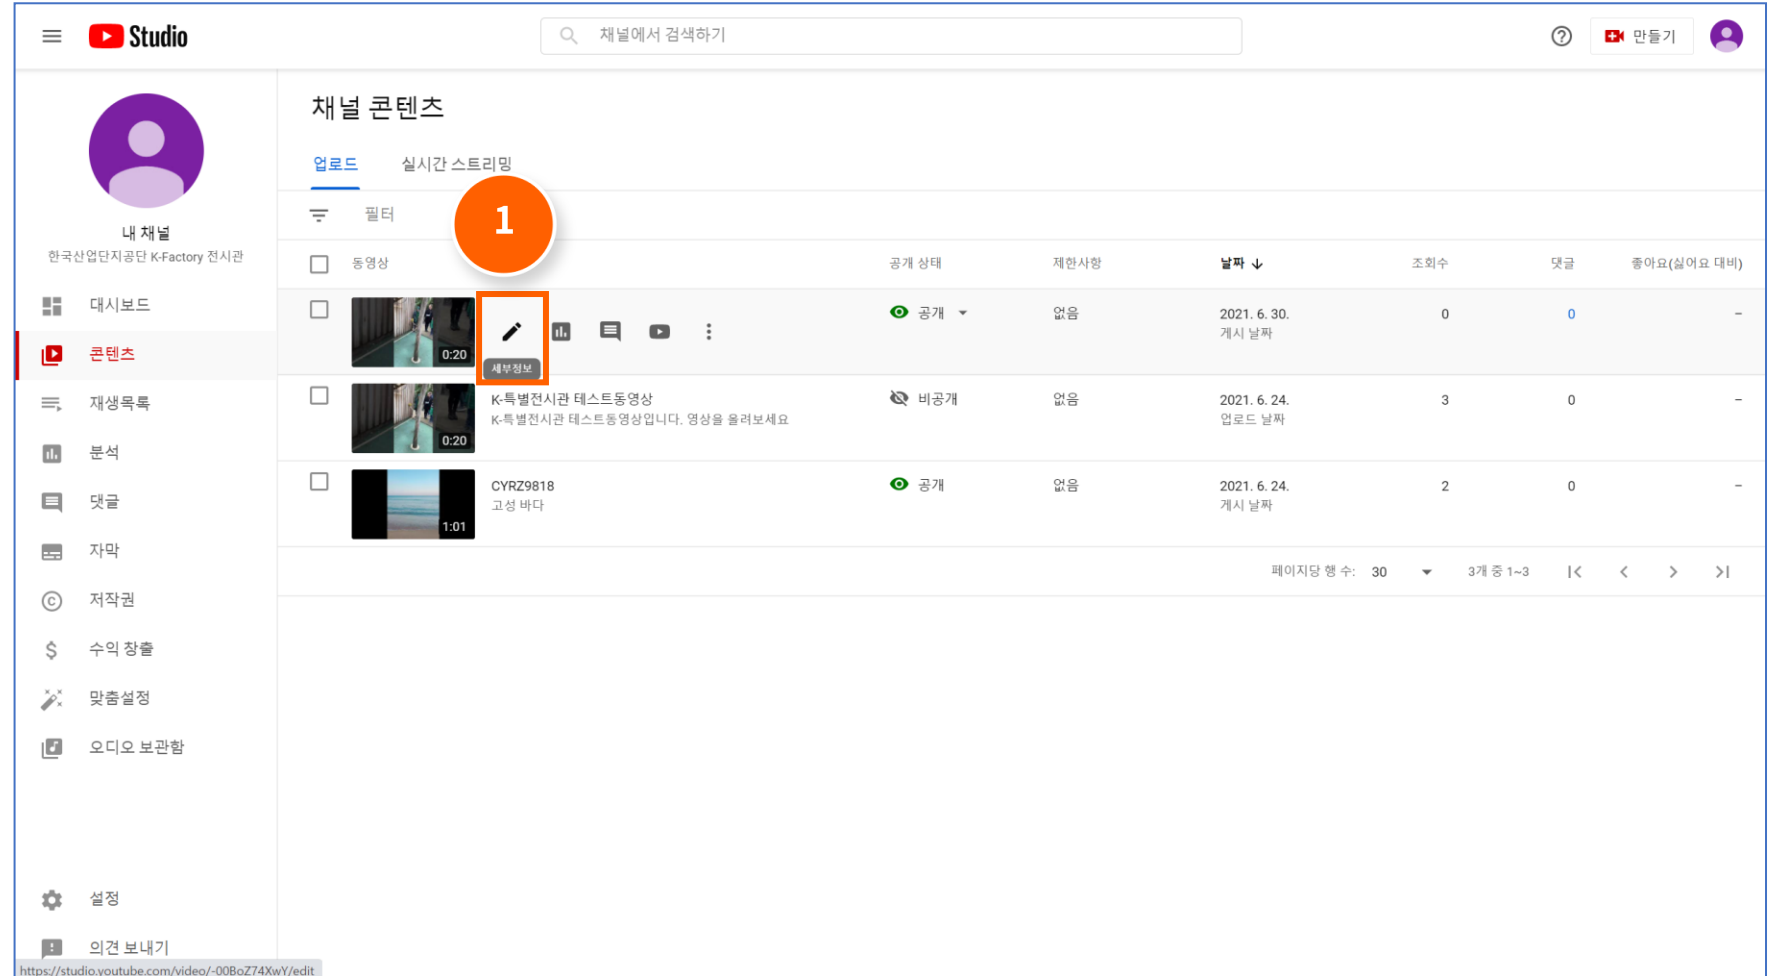 Studio
채널에서 검색하기
만들기
내 채널
한국산업단지공단 K-Factory 전시관
대시보드
콘텐츠
재생목록
분석
댓글
자막
저작권
수익 창출
맞춤설정
오디오 보관함
설정
의견 보내기
https://studio.youtube.com/video/-00BoZ74XwY/edit
채널 콘텐츠
업로드 실시간 스트리밍
필터
1
동영상 공개 상태 제한사항 날짜 조회수 댓글 좋아요(싫어요 대비)
0:20 세부정보 공개 없음 2021. 6. 30. 0 0 –
게시 날짜
0:20 K-특별전시관 테스트동영상 비공개 없음 2021. 6. 24. 3 0 –
K-특별전시관 테스트동영상입니다. 영상을 올려보세요 업로드 날짜
1:01 CYRZ9818 공개 없음 2021. 6. 24. 2 0 –
고성 바다 게시 날짜
페이지당 행 수: 30 3개 중 1~3